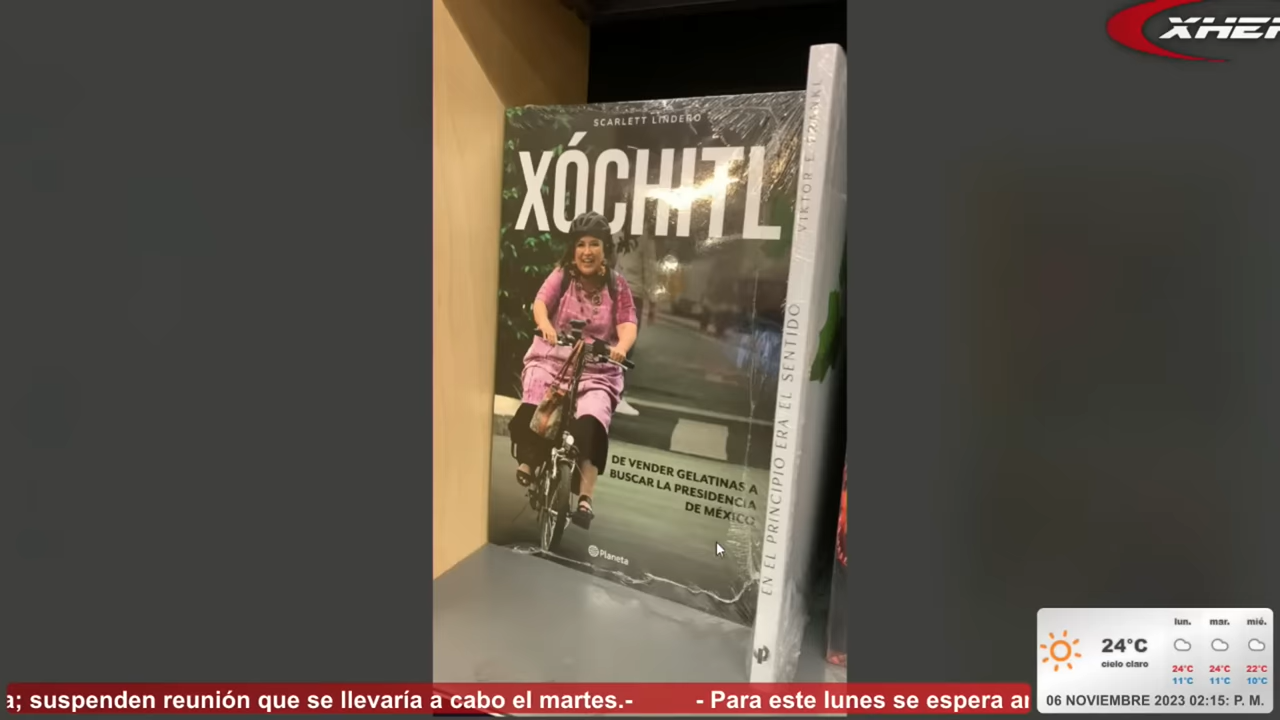 XHEP
SCARLETT LINDERO
XÓCHITL
DE VENDER GELATINAS A
BUSCAR LA PRESIDENCIA
DE MÉXICO
Planeta
VIKTOR E. FRANKL
EN EL PRINCIPIO ERA EL SENTIDO
lun. mar. mié.
24°C
cielo claro
24°C 24°C 22°C
11°C 11°C 10°C
06 NOVIEMBRE 2023 02:15: P. M.
a; suspenden reunión que se llevaría a cabo el martes.- - Para este lunes se espera